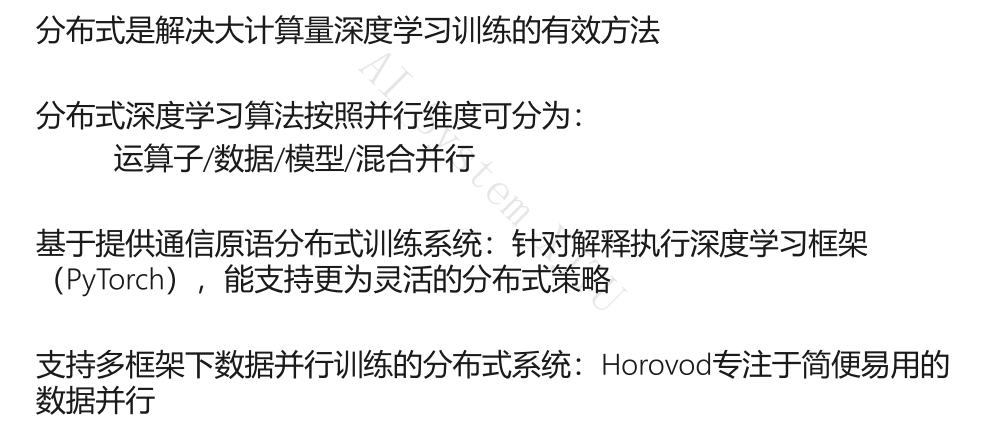 分布式是解决大计算量深度学习训练的有效方法
分布式深度学习算法按照并行维度可分为：
运算子/数据/模型/混合并行
基于提供通信原语分布式训练系统：针对解释执行深度学习框架
（PyTorch），能支持更为灵活的分布式策略
支持多框架下数据并行训练的分布式系统：Horovod专注于简便易用的
数据并行